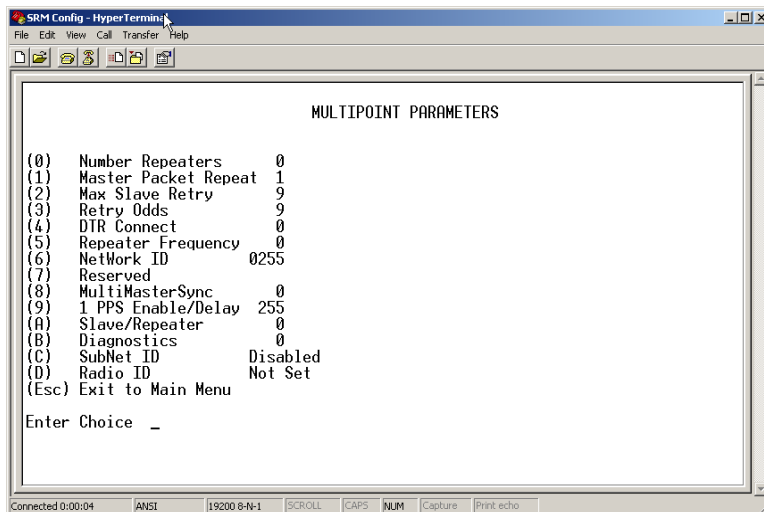 SRM Config - HyperTerminal
File Edit View Call Transfer Help
MULTIPOINT PARAMETERS
(0) Number Repeaters 0
(1) Master Packet Repeat 1
(2) Max Slave Retry 9
(3) Retry Odds 9
(4) DTR Connect 0
(5) Repeater Frequency 0
(6) NetWork ID 0255
(7) Reserved
(8) MultiMasterSync 0
(9) 1 PPS Enable/Delay 255
(A) Slave/Repeater 0
(B) Diagnostics 0
(C) SubNet ID Disabled
(D) Radio ID Not Set
(Esc) Exit to Main Menu
Enter Choice _
Connected 0:00:04 ANSI 19200 8-N-1 SCROLL CAPS NUM Capture Print echo